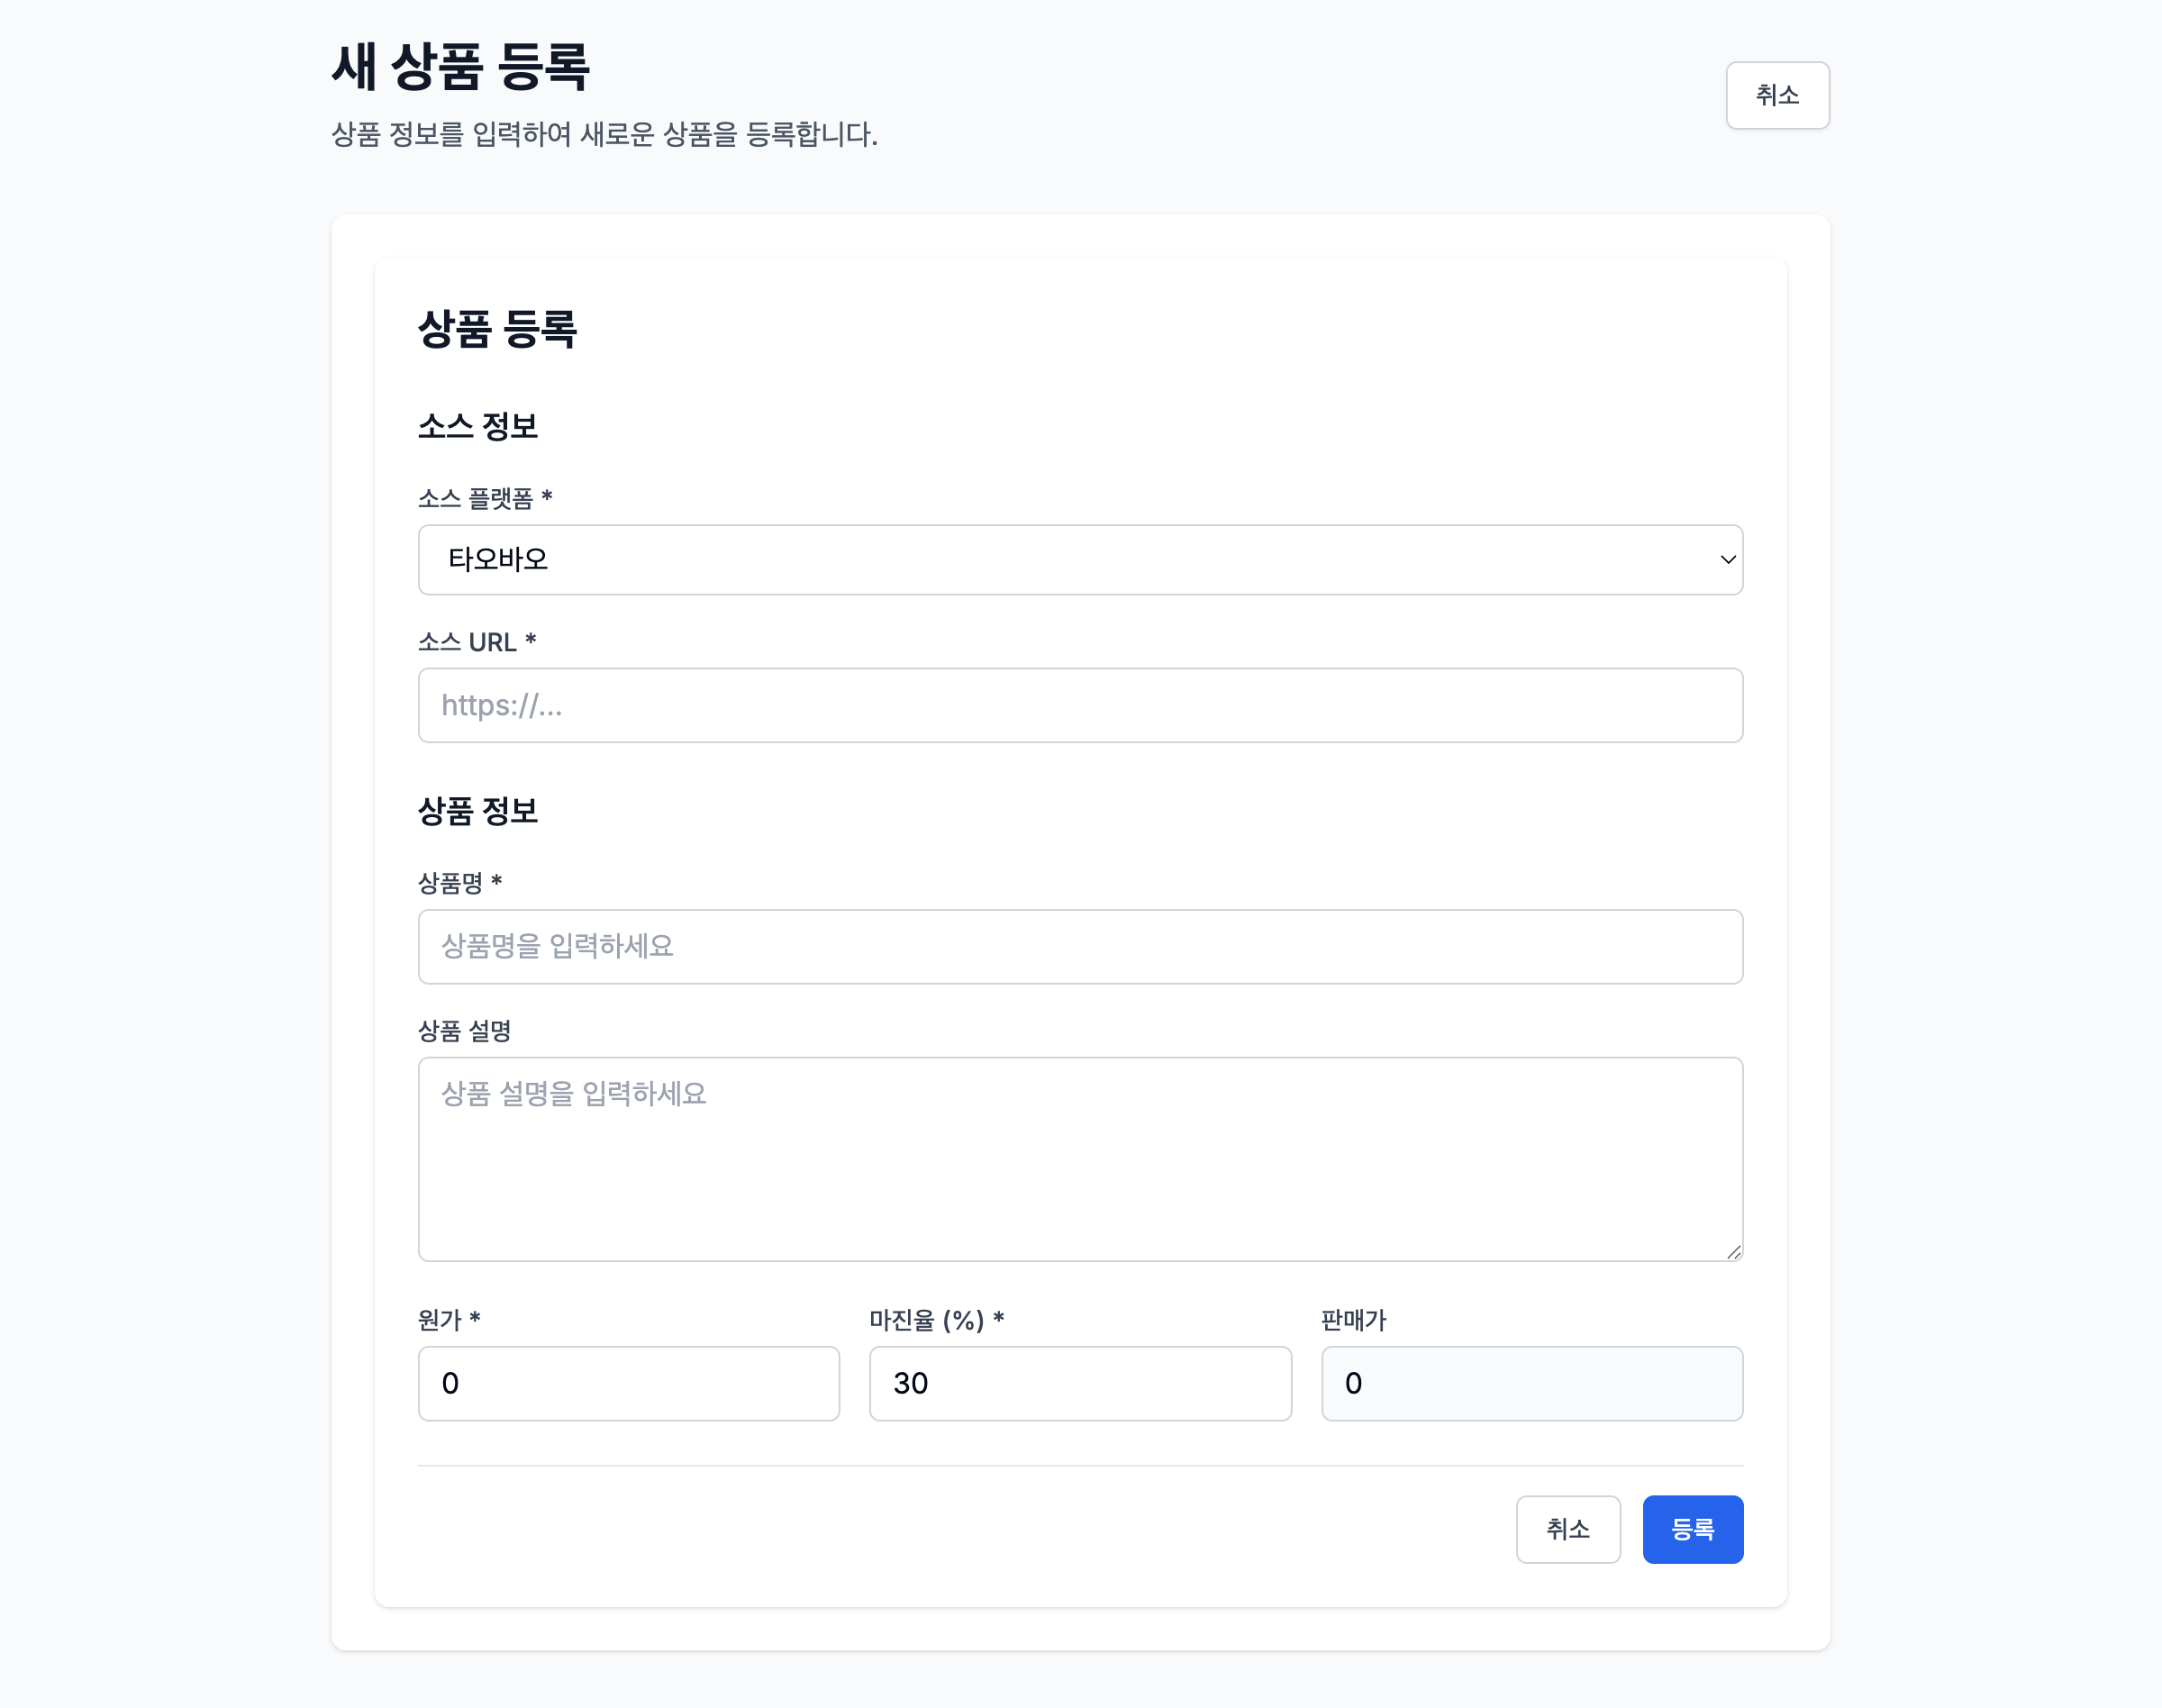 새 상품 등록
상품 정보를 입력하여 새로운 상품을 등록합니다.
취소
상품 등록
소스 정보
소스 플랫폼 *
타오바오
소스 URL *
https://...
상품 정보
상품명 *
상품명을 입력하세요
상품 설명
상품 설명을 입력하세요
원가 * 마진율 (%) * 판매가
0 30 0
취소 등록